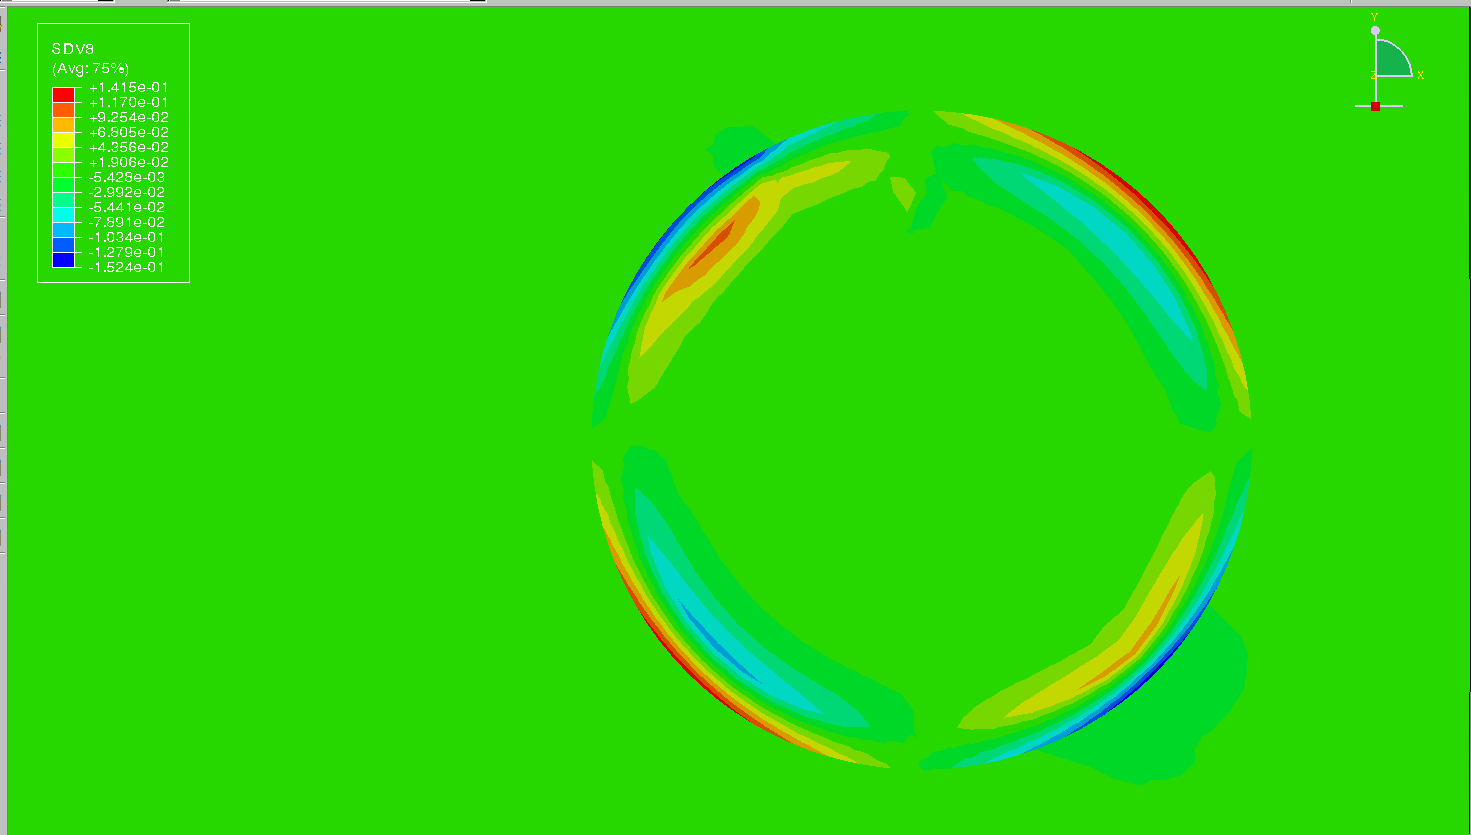 SDV9
(Avg: 75%)
+1.415e-01
+1.170e-01
+9.254e-02
+6.805e-02
+4.356e-02
+1.906e-02
-5.428e-03
-2.992e-02
-5.441e-02
-7.891e-02
-1.034e-01
-1.279e-01
-1.524e-01
Y
Z
X